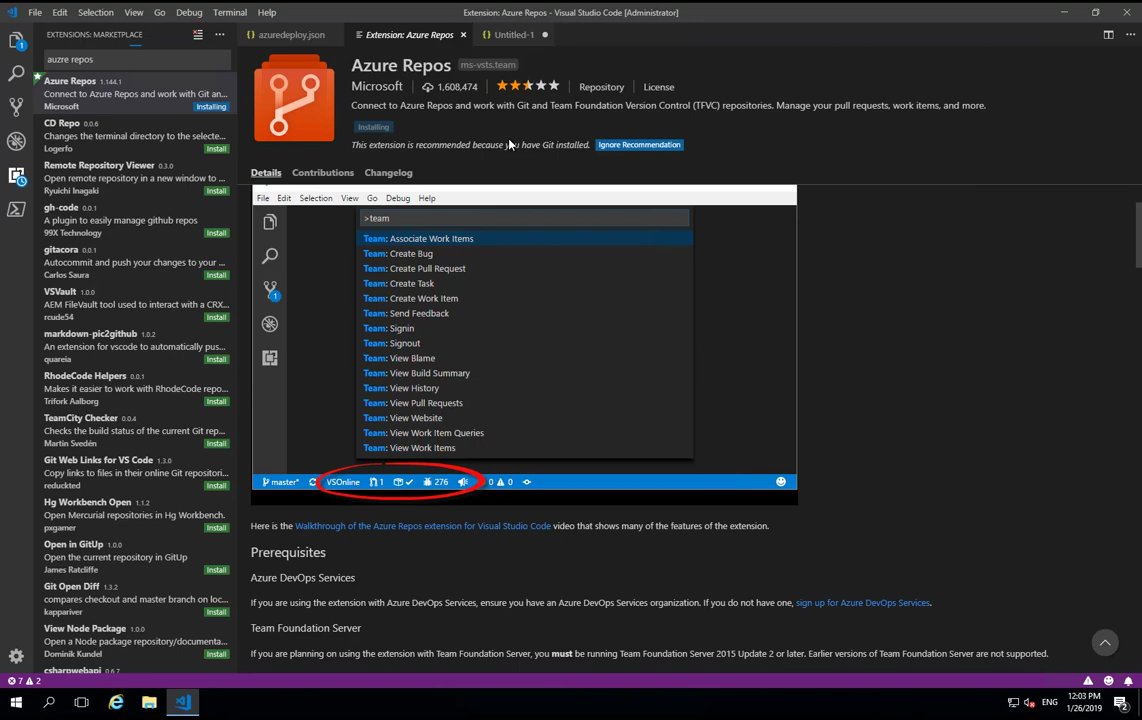 File Edit Selection View Go Debug Terminal Help
Extension: Azure Repos - Visual Studio Code [Administrator]
EXTENSIONS: MARKETPLACE
auzre repos
Azure Repos 1.144.1
Connect to Azure Repos and work with Git an...
Microsoft Installing
CD Repo 0.0.6
Changes the terminal directory to the selecte...
Logerfo Install
Remote Repository Viewer 0.3.0
Open remote repository in a new window to ...
Ryuichi Inagaki Install
gh-code 0.0.1
A plugin to easily manage github repos
99X Technology Install
gitacora 0.0.1
Autocommit and push your changes to your ...
Carlos Saura Install
VSVault 1.0.0
AEM FileVault tool used to interact with a CRX...
rcude54 Install
markdown-pic2github 1.0.2
An extension for vscode to automatically pus...
quareia Install
RhodeCode Helpers 0.4.1
Makes it easier to work with RhodeCode repo...
Trifork Aalborg Install
TeamCity Checker 0.0.4
Checks the build status of the current Git rep...
Martin Svedén Install
Git Web Links for VS Code 1.3.0
Copy links to files in their online Git repositori...
reduckted Install
Hg Workbench Open 1.1.2
Open Mercurial repositories in Hg Workbench.
pxgamer Install
Open in GitUp 1.0.0
Open the current repository in GitUp
James Ratcliffe Install
Git Open Diff 1.3.2
compares checkout and master branch on loc...
kappariver Install
View Node Package 1.0.0
Open a Node package repository/documenta...
Dominik Kundel Install
csharpwebapi 0.7.6
azuredeploy.json
Extension: Azure Repos
Untitled-1
Azure Repos ms-vsts.team
Microsoft 1,608,474 Repository License
Connect to Azure Repos and work with Git and Team Foundation Version Control (TFVC) repositories. Manage your pull requests, work items, and more.
Installing
This extension is recommended because you have Git installed. Ignore Recommendation
Details Contributions Changelog
File Edit Selection View Go Debug Help
>team
Team: Associate Work Items
Team: Create Bug
Team: Create Pull Request
Team: Create Task
Team: Create Work Item
Team: Send Feedback
Team: Signin
Team: Signout
Team: View Blame
Team: View Build Summary
Team: View History
Team: View Pull Requests
Team: View Website
Team: View Work Item Queries
Team: View Work Items
1
master* VSOnline 1 276 0 0
Here is the Walkthrough of the Azure Repos extension for Visual Studio Code video that shows many of the features of the extension.
Prerequisites
Azure DevOps Services
If you are using the extension with Azure DevOps Services, ensure you have an Azure DevOps Services organization. If you do not have one, sign up for Azure DevOps Services.
Team Foundation Server
If you are planning on using the extension with Team Foundation Server, you must be running Team Foundation Server 2015 Update 2 or later. Earlier versions of Team Foundation Server are not supported.
1
7 2
ENG
12:03 PM
1/26/2019
2